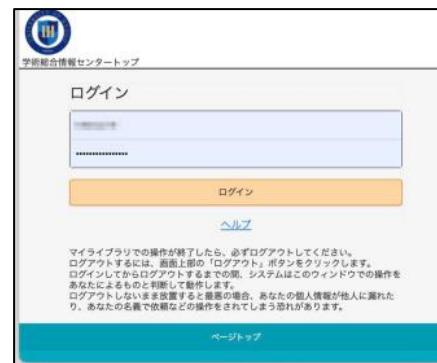 学術総合情報センタートップ
ログイン
ログイン
ヘルプ
マイライブラリでの操作が終了したら、必ずログアウトしてください。
ログアウトするには、画面上部の「ログアウト」ボタンをクリックします。
ログインしてからログアウトするまでの間、システムはこのウィンドウでの操作を
あなたによるものと判断して動作します。
ログアウトしないまま放置すると最悪の場合、あなたの個人情報が他人に漏れた
り、あなたの名義で依頼などの操作をされてしまう恐れがあります。
ページトップ